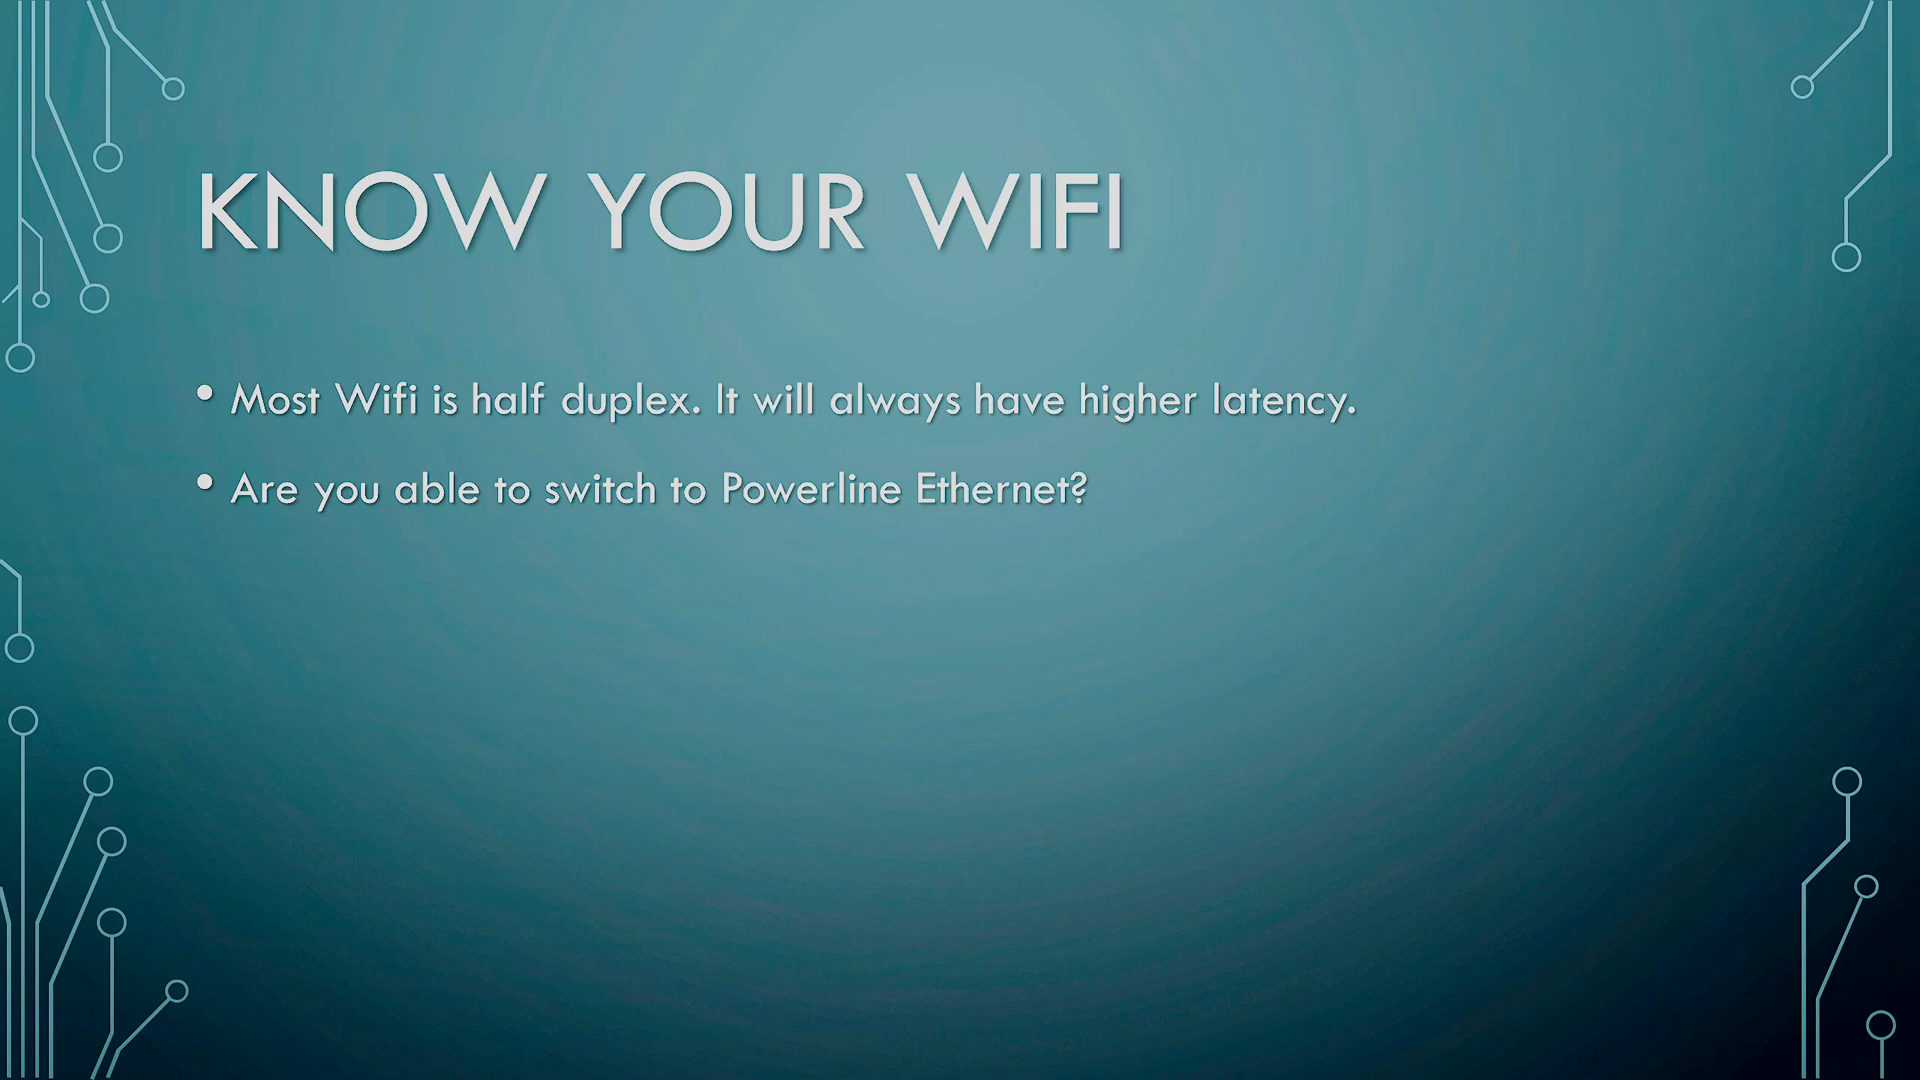 KNOW YOUR WIFI
• Most Wifi is half duplex. It will always have higher latency.
• Are you able to switch to Powerline Ethernet?